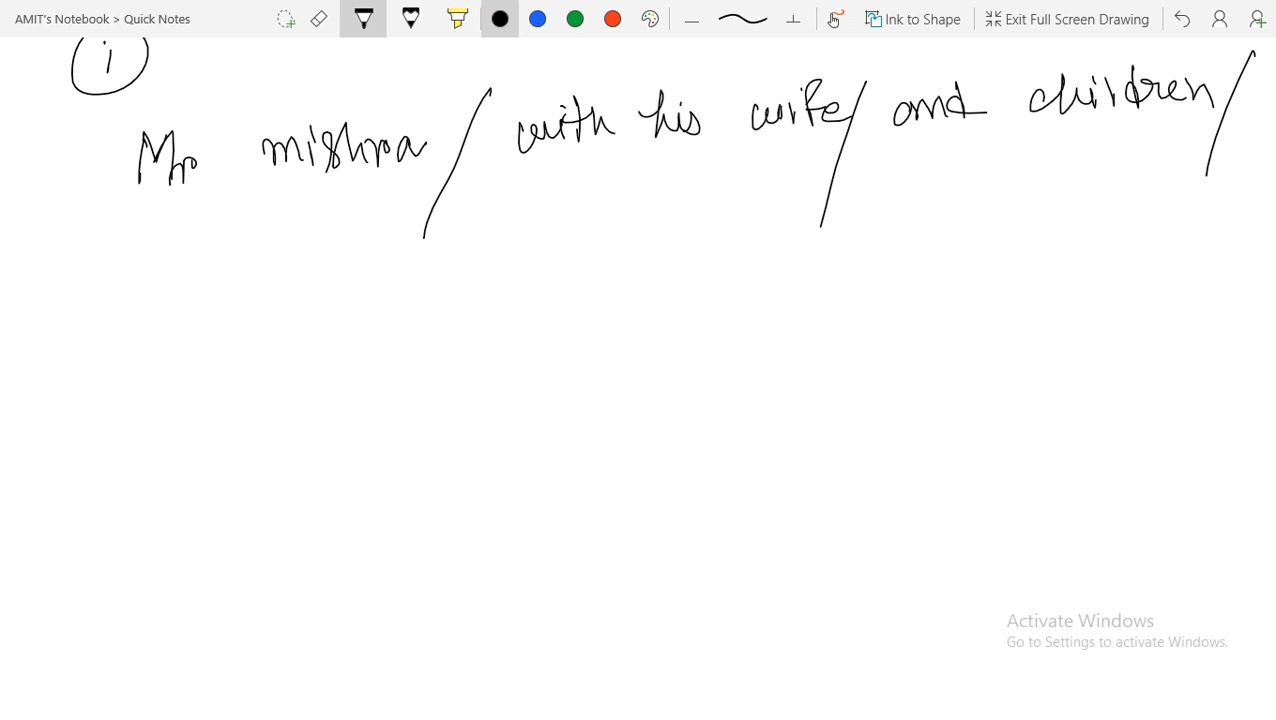 AMIT's Notebook > Quick Notes
Ink to Shape
Exit Full Screen Drawing
i
Mr mishra / with his wife / and children /
Activate Windows
Go to Settings to activate Windows.